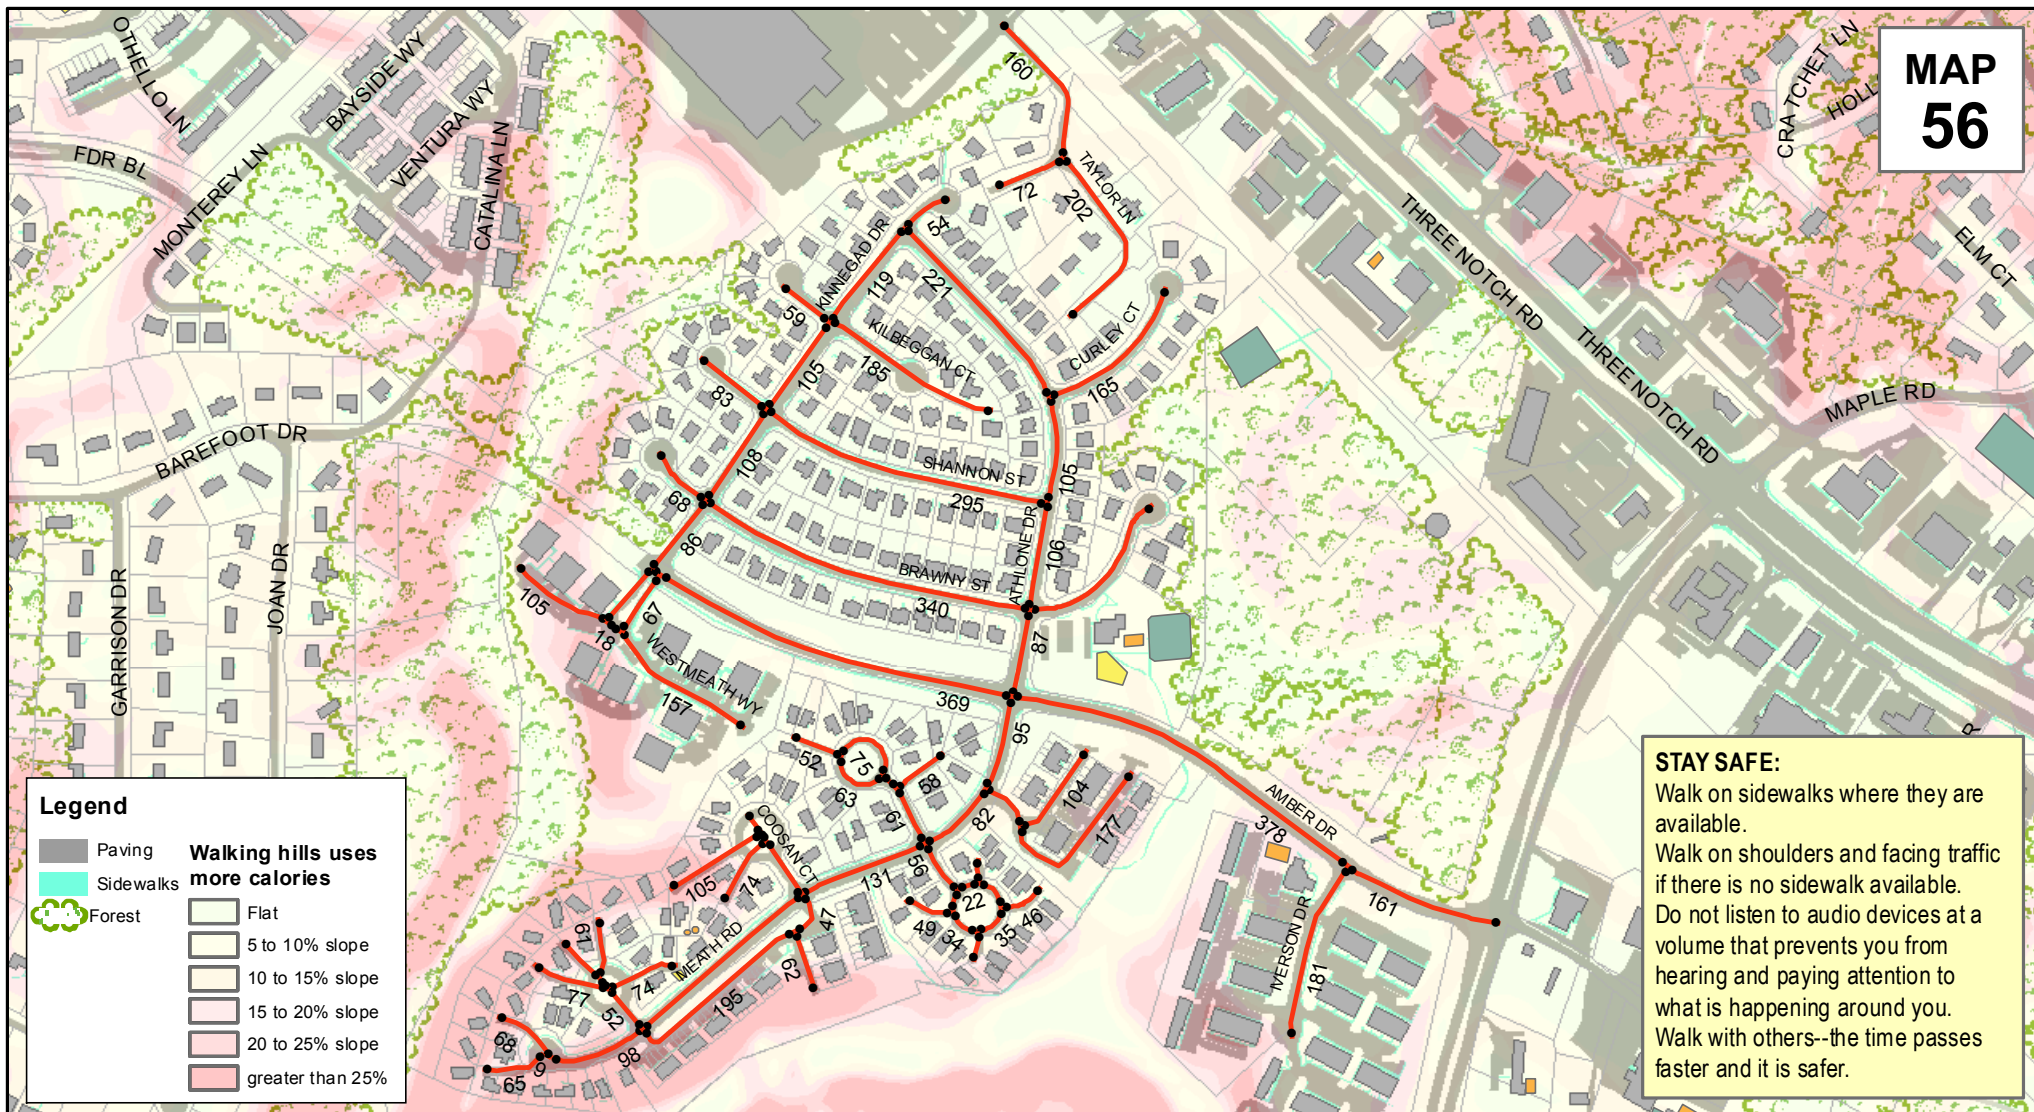 MAP
56
OTHELLO LN
BAYSIDE WY
VENTURA WY
CATALINA LN
FDR BL
MONTEREY LN
BAREFOOT DR
GARRISON DR
JOAN DR
160
72
TAYLOR LN
202
54
KINNEGAD DR
119
221
59
KILBEGGAN CT
185
CURLEY CT
165
105
83
108
SHANNON ST
295
105
68
86
BRAWNY ST
340
ATHLONE DR
106
87
105
18
67
WESTMEATH WY
157
369
95
52
75
63
58
61
82
104
177
AMBER DR
378
161
IVERSON DR
181
COOSAN CT
105
74
131
56
22
49
34
35
46
47
62
MEATH RD
195
61
77
74
52
68
9
65
98
THREE NOTCH RD
THREE NOTCH RD
CRATCHET LN
HOLL
ELM CT
MAPLE RD
R
Legend
Paving
Sidewalks
Forest
Walking hills uses
more calories
Flat
5 to 10% slope
10 to 15% slope
15 to 20% slope
20 to 25% slope
greater than 25%
STAY SAFE:
Walk on sidewalks where they are
available.
Walk on shoulders and facing traffic
if there is no sidewalk available.
Do not listen to audio devices at a
volume that prevents you from
hearing and paying attention to
what is happening around you.
Walk with others--the time passes
faster and it is safer.